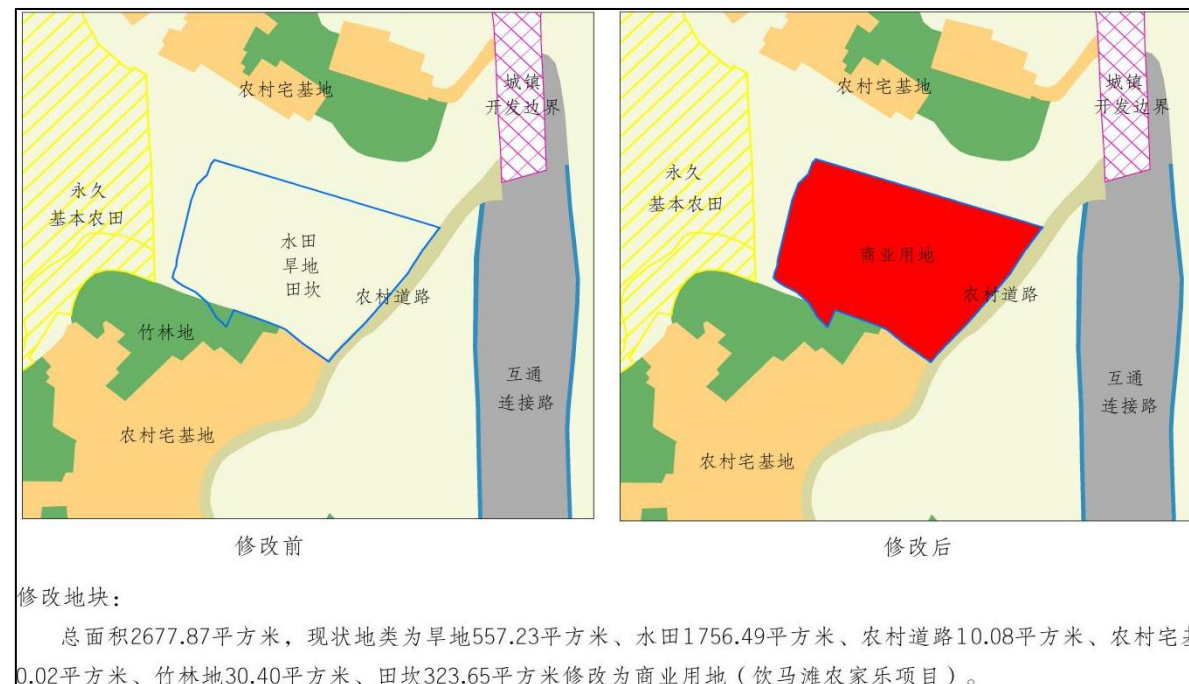 农村宅基地
城镇
开发边界
永久
基本农田
水田
旱地
田坎
农村道路
竹林地
互通
连接路
农村宅基地
修改前
农村宅基地
城镇
开发边界
永久
基本农田
商业用地
农村道路
竹林地
互通
连接路
农村宅基地
修改后
修改地块：
总面积2677.87平方米，现状地类为旱地557.23平方米、水田1756.49平方米、农村道路10.08平方米、农村宅基
0.02平方米、竹林地30.40平方米、田坎323.65平方米修改为商业用地（饮马滩农家乐项目）。